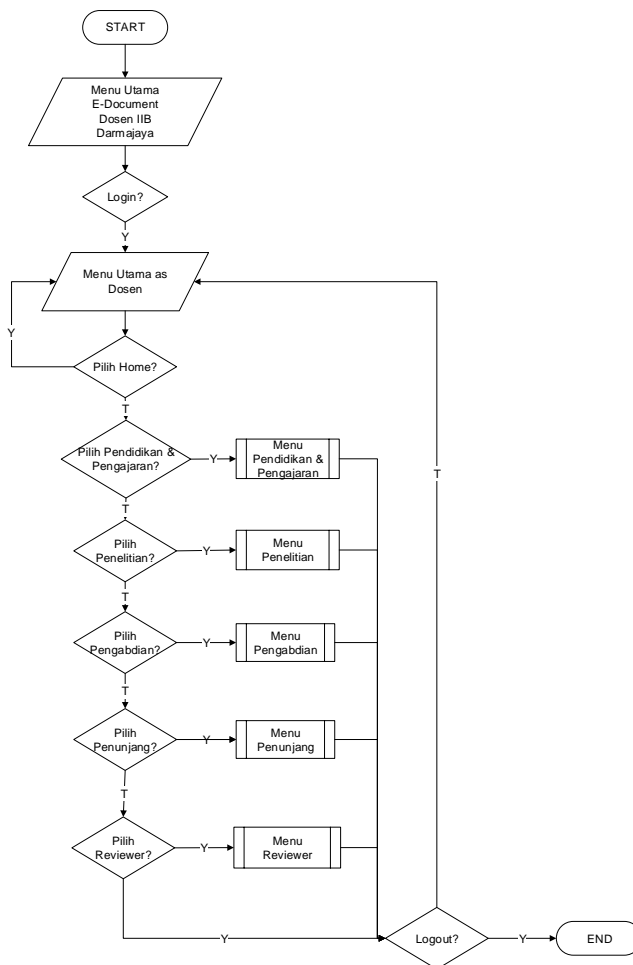 START
Menu Utama
E-Document
Dosen IIB
Darmajaya
Login?
Y
Menu Utama as
Dosen
Y
Pilih Home?
T
Pilih Pendidikan &
Pengajaran?
Y
Menu
Pendidikan &
Pengajaran
T
T
Pilih
Penelitian?
Y
Menu
Penelitian
T
Pilih
Pengabdian?
Y
Menu
Pengabdian
T
Pilih
Penunjang?
Y
Menu
Penunjang
T
Pilih
Reviewer?
Y
Menu
Reviewer
Y
Logout?
Y
END